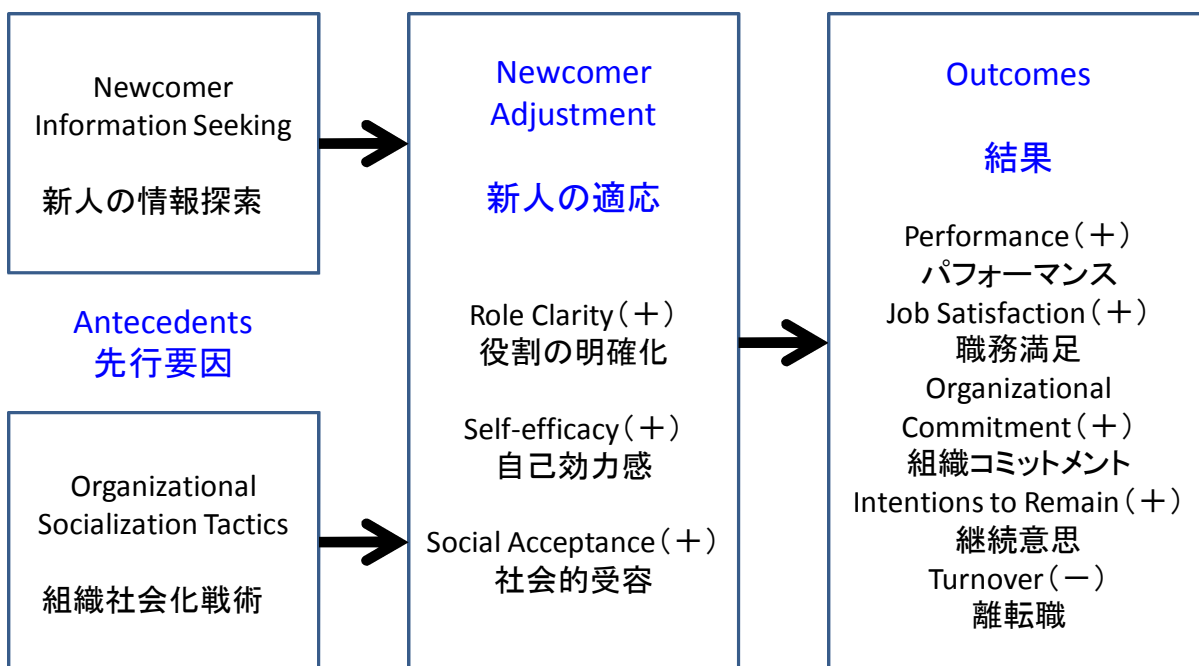 Newcomer
Information Seeking
新人の情報探索
Antecedents
先行要因
Organizational
Socialization Tactics
組織社会化戦術
Newcomer
Adjustment
新人の適応
Role Clarity(＋)
役割の明確化
Self-efficacy(＋)
自己効力感
Social Acceptance(＋)
社会的受容
Outcomes
結果
Performance(＋)
パフォーマンス
Job Satisfaction(＋)
職務満足
Organizational
Commitment(＋)
組織コミットメント
Intentions to Remain(＋)
継続意思
Turnover(－)
離転職